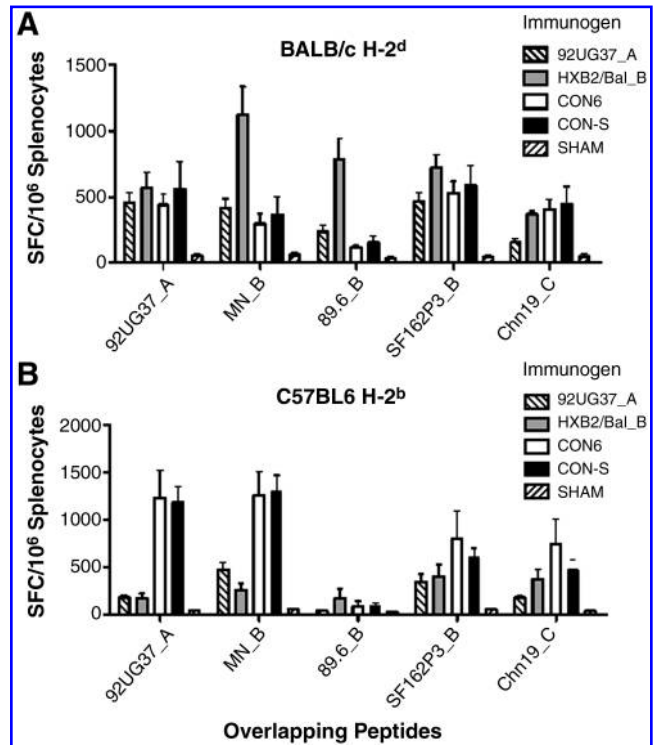 A
BALB/c H-2ᵈ
Immunogen
92UG37_A
HXB2/Bal_B
CON6
CON-S
SHAM
SFC/10⁶ Splenocytes
1500
1000
500
0
92UG37_A
MN_B
89.6_B
SF162P3_B
Chn19_C
B
C57BL6 H-2ᵇ
Immunogen
92UG37_A
HXB2/Bal_B
CON6
CON-S
SHAM
SFC/10⁶ Splenocytes
2000
1500
1000
500
0
92UG37_A
MN_B
89.6_B
SF162P3_B
Chn19_C
Overlapping Peptides